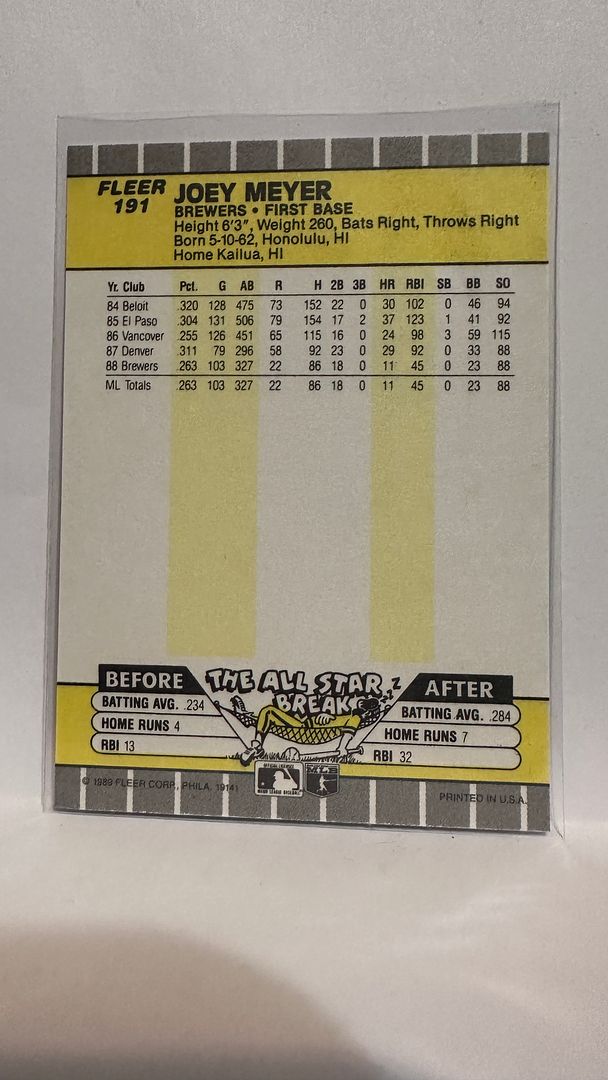 FLEER
191
JOEY MEYER
BREWERS • FIRST BASE
Height 6'3", Weight 260, Bats Right, Throws Right
Born 5-10-62, Honolulu, HI
Home Kailua, HI
Yr. Club Pct. G AB R H 2B 3B HR RBI SB BB SO
84 Beloit .320 128 475 73 152 22 0 30 102 0 46 94
85 El Paso .304 131 506 79 154 17 2 37 123 1 41 92
86 Vancover .255 126 451 65 115 16 0 24 98 3 59 115
87 Denver .311 79 296 58 92 23 0 29 92 0 33 88
88 Brewers .263 103 327 22 86 18 0 11 45 0 23 88
ML Totals .263 103 327 22 86 18 0 11 45 0 23 88
BEFORE
BATTING AVG. .234
HOME RUNS 4
RBI 13
THE ALL STAR
BREAK
zzz
AFTER
BATTING AVG. .284
HOME RUNS 7
RBI 32
© 1989 FLEER CORP., PHILA. 19141
MLB
PRINTED IN U.S.A.